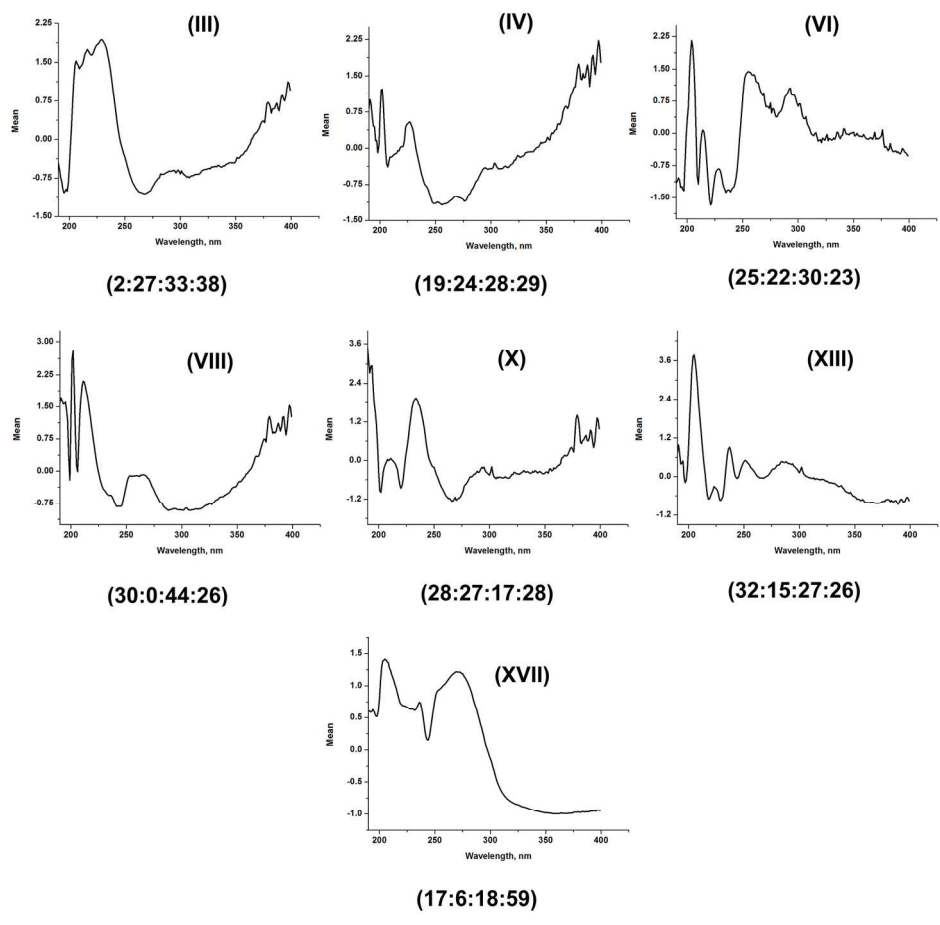 (III)
2.25
1.50
0.75
0.00
-0.75
-1.50
Mean
200 250 300 350 400
Wavelength, nm
(2:27:33:38)
(IV)
2.25
1.50
0.75
0.00
-0.75
-1.50
Mean
200 250 300 350 400
Wavelength, nm
(19:24:28:29)
(VI)
2.25
1.50
0.75
0.00
-0.75
-1.50
Mean
200 250 300 350 400
Wavelength, nm
(25:22:30:23)
(VIII)
3.00
2.25
1.50
0.75
0.00
-0.76
Mean
200 250 300 350 400
Wavelength, nm
(30:0:44:26)
(X)
3.6
2.4
1.2
0.0
-1.2
Mean
200 250 300 350 400
Wavelength, nm
(28:27:17:28)
(XIII)
3.6
2.4
1.2
0.0
-1.2
Mean
200 250 300 350 400
Wavelength, nm
(32:15:27:26)
(XVII)
1.5
1.0
0.5
0.0
-0.5
-1.0
Mean
200 250 300 350 400
Wavelength, nm
(17:6:18:59)